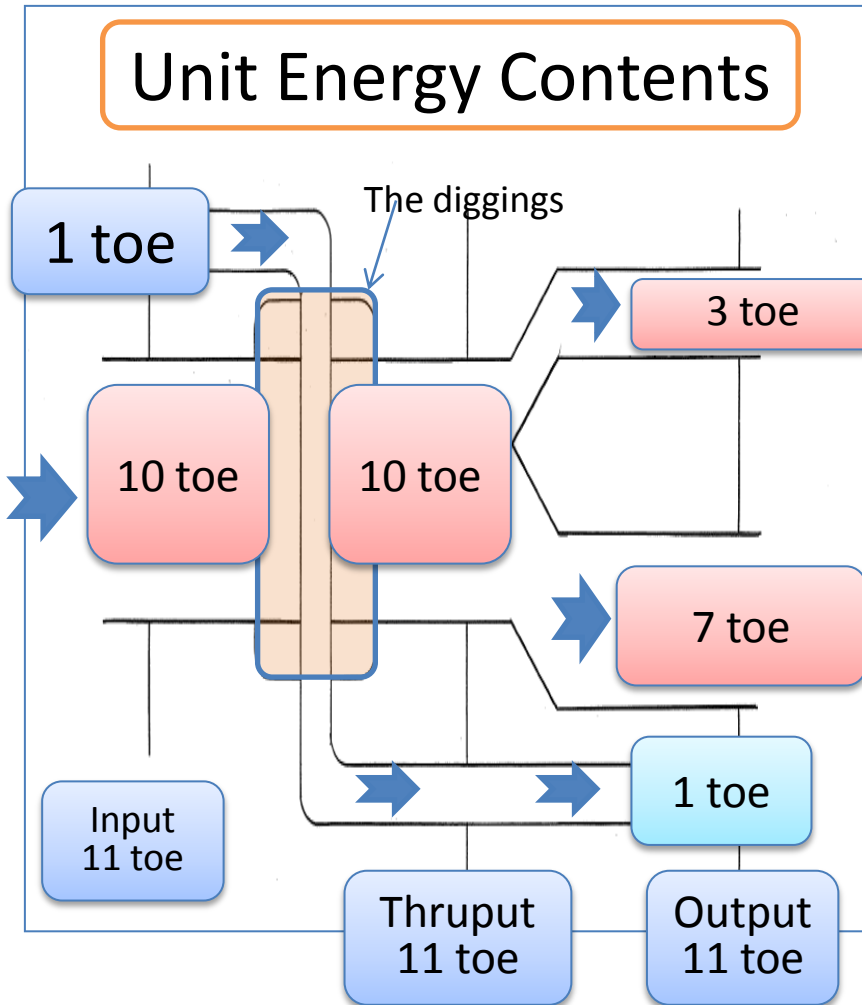 Unit Energy Contents
The diggings
1 toe
3 toe
10 toe
10 toe
7 toe
1 toe
Input
11 toe
Thruput
11 toe
Output
11 toe